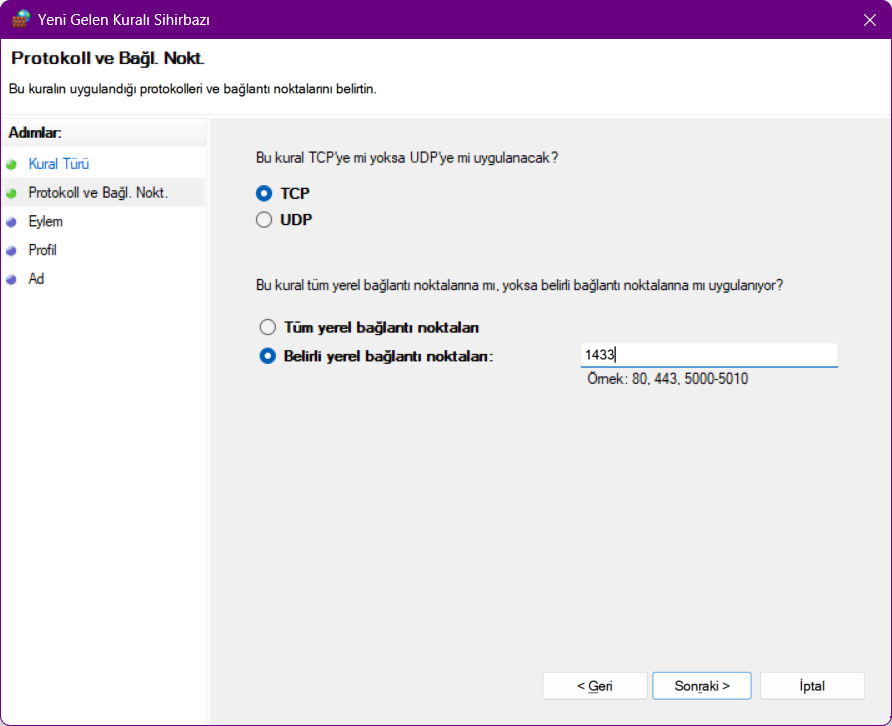 Yeni Gelen Kuralı Sihirbazı
Protokoll ve Bağl. Nokt.
Bu kuralın uygulandığı protokolleri ve bağlantı noktalarını belirtin.
Adımlar:
Kural Türü
Protokoll ve Bağl. Nokt.
Eylem
Profil
Ad
Bu kural TCP'ye mi yoksa UDP'ye mi uygulanacak?
TCP
UDP
Bu kural tüm yerel bağlantı noktalarına mı, yoksa belirli bağlantı noktalarına mı uygulanıyor?
Tüm yerel bağlantı noktaları
Belirli yerel bağlantı noktaları: 1433
Örnek: 80, 443, 5000-5010
< Geri Sonraki > İptal